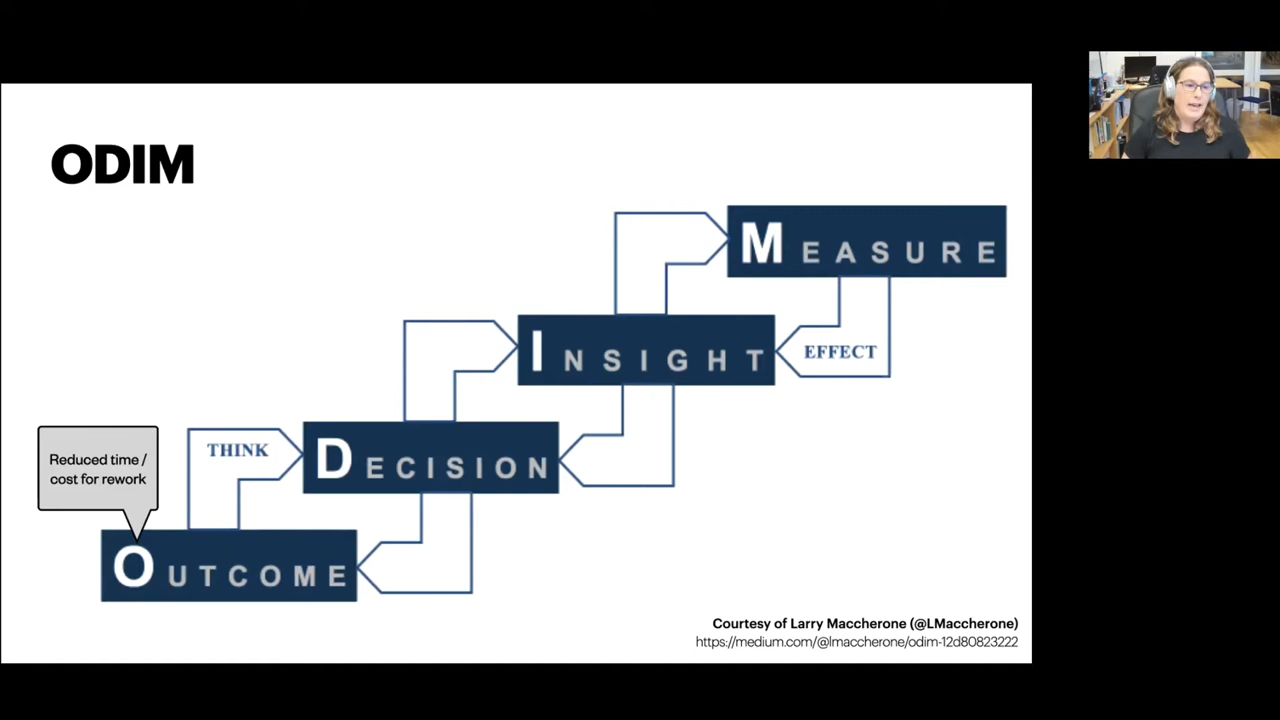 ODIM
MEASURE
INSIGHT
EFFECT
THINK
DECISION
Reduced time /
cost for rework
OUTCOME
Courtesy of Larry Maccherone (@LMaccherone)
https://medium.com/@lmaccherone/odim-12d80823222